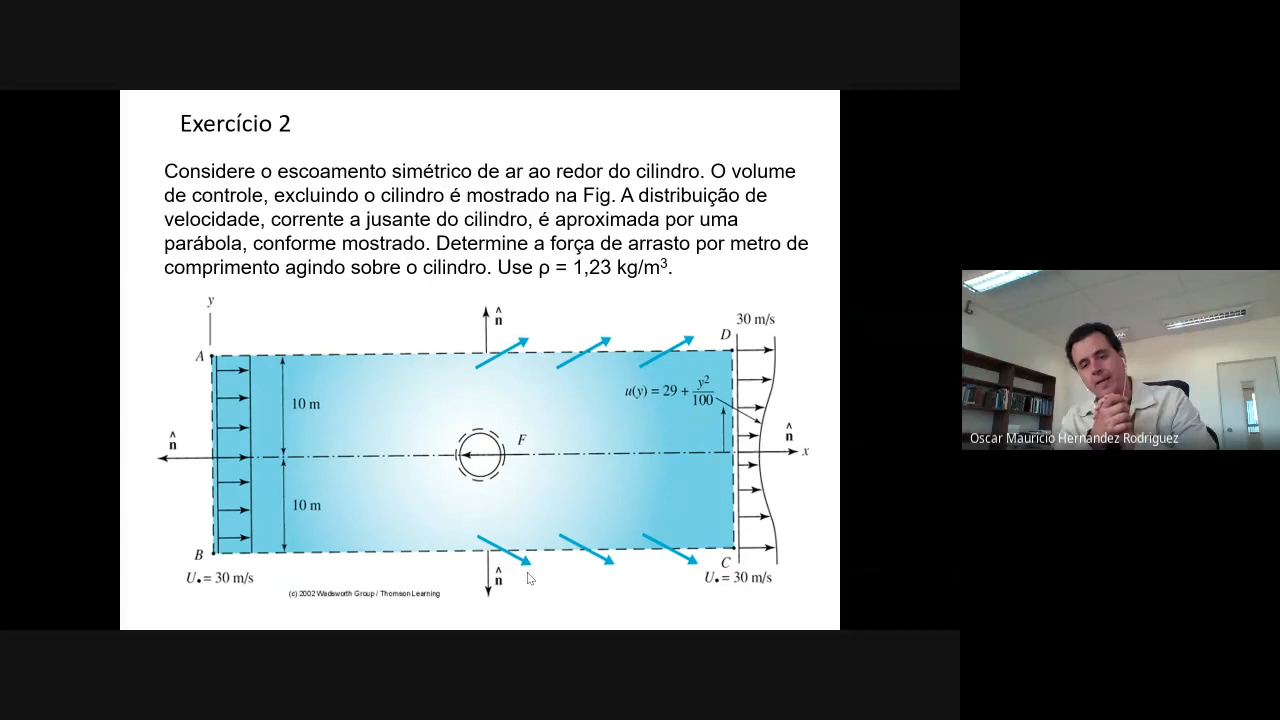 Exercício 2
Considere o escoamento simétrico de ar ao redor do cilindro. O volume
de controle, excluindo o cilindro é mostrado na Fig. A distribuição de
velocidade, corrente a jusante do cilindro, é aproximada por uma
parábola, conforme mostrado. Determine a força de arrasto por metro de
comprimento agindo sobre o cilindro. Use ρ = 1,23 kg/m³.
y
n̂
30 m/s
D
A
u(y) = 29 + y²/100
10 m
n̂
F
n̂
x
10 m
B
C
n̂
U• = 30 m/s
U• = 30 m/s
(c) 2002 Wadsworth Group / Thomson Learning
Oscar Mauricio Hernandez Rodriguez